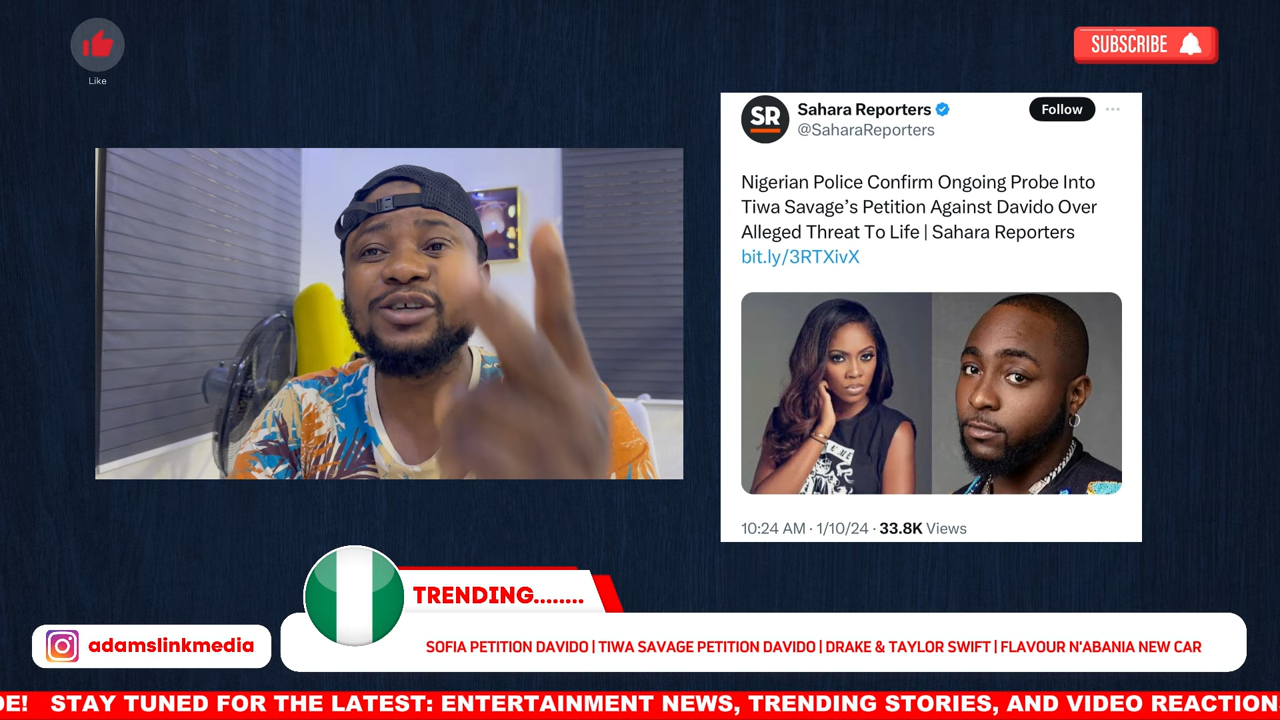 Like
SUBSCRIBE
SR
Sahara Reporters
Follow
@SaharaReporters
Nigerian Police Confirm Ongoing Probe Into
Tiwa Savage’s Petition Against Davido Over
Alleged Threat To Life | Sahara Reporters
bit.ly/3RTXivX
10:24 AM · 1/10/24 · 33.8K Views
TRENDING........
adamslinkmedia
SOFIA PETITION DAVIDO | TIWA SAVAGE PETITION DAVIDO | DRAKE & TAYLOR SWIFT | FLAVOUR N'ABANIA NEW CAR
DE! STAY TUNED FOR THE LATEST: ENTERTAINMENT NEWS, TRENDING STORIES, AND VIDEO REACTION